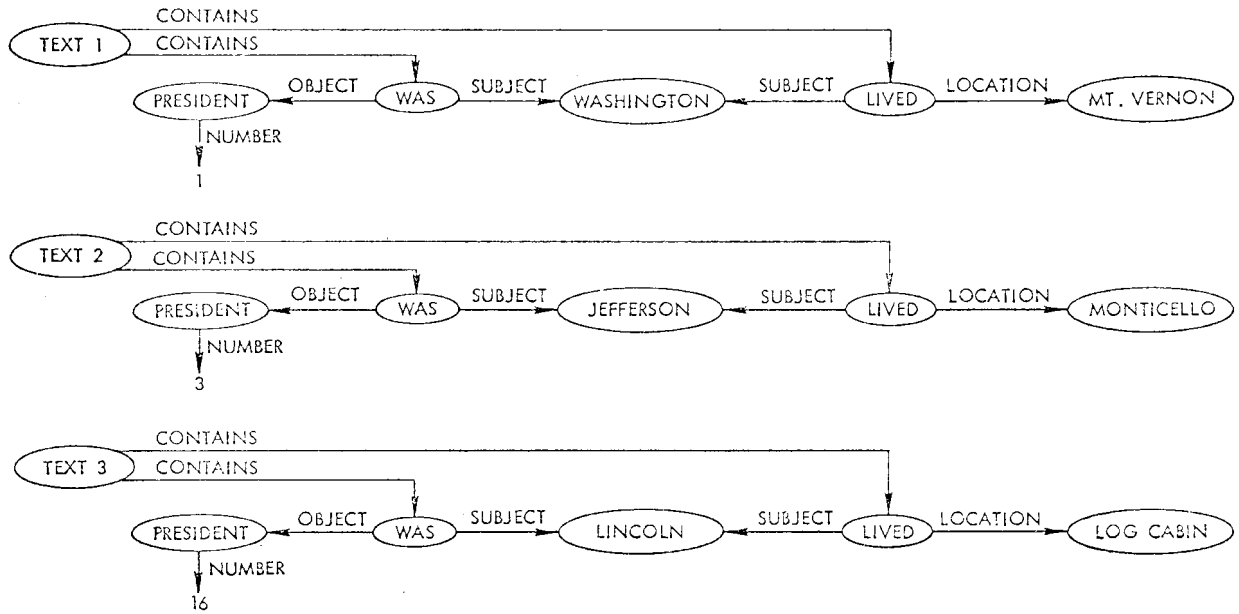 CONTAINS
TEXT 1 CONTAINS
OBJECT SUBJECT SUBJECT LOCATION
PRESIDENT WAS WASHINGTON LIVED MT. VERNON
NUMBER
1
CONTAINS
TEXT 2 CONTAINS
OBJECT SUBJECT SUBJECT LOCATION
PRESIDENT WAS JEFFERSON LIVED MONTICELLO
NUMBER
3
CONTAINS
TEXT 3 CONTAINS
OBJECT SUBJECT SUBJECT LOCATION
PRESIDENT WAS LINCOLN LIVED LOG CABIN
NUMBER
16